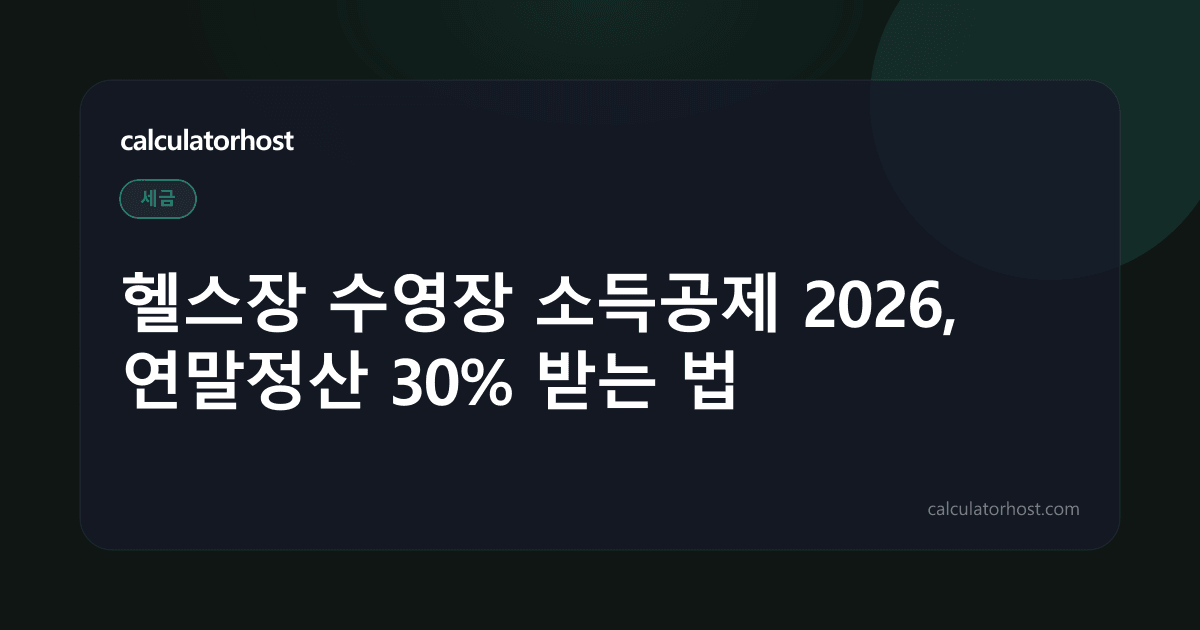 calculatorhost
세금
헬스장 수영장 소득공제 2026,
연말정산 30% 받는 법
calculatorhost.com